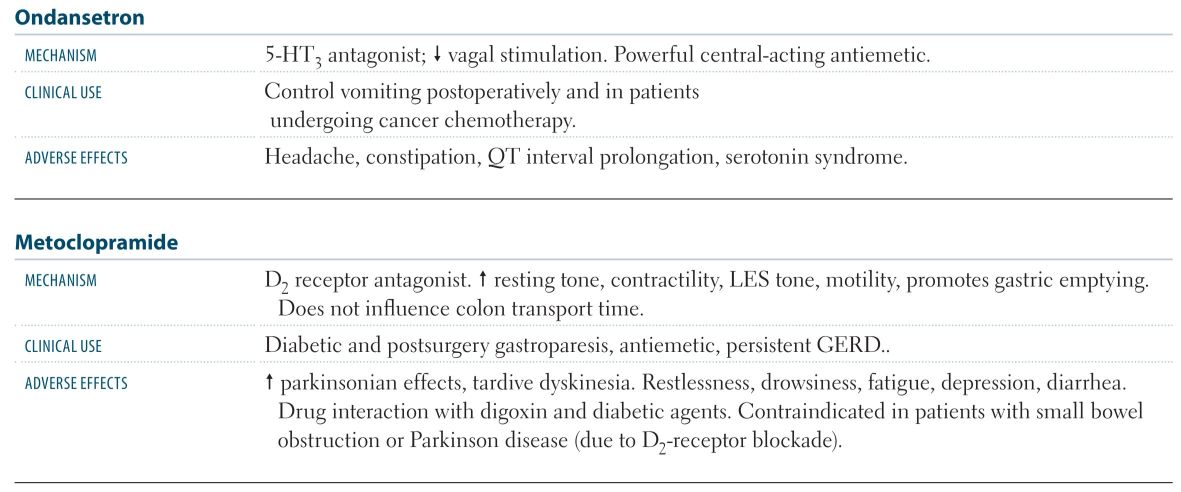 Ondansetron
MECHANISM 5-HT₃ antagonist; ↓ vagal stimulation. Powerful central-acting antiemetic.
CLINICAL USE Control vomiting postoperatively and in patients
undergoing cancer chemotherapy.
ADVERSE EFFECTS Headache, constipation, QT interval prolongation, serotonin syndrome.
Metoclopramide
MECHANISM D₂ receptor antagonist. ↑ resting tone, contractility, LES tone, motility, promotes gastric emptying.
Does not influence colon transport time.
CLINICAL USE Diabetic and postsurgery gastroparesis, antiemetic, persistent GERD..
ADVERSE EFFECTS ↑ parkinsonian effects, tardive dyskinesia. Restlessness, drowsiness, fatigue, depression, diarrhea.
Drug interaction with digoxin and diabetic agents. Contraindicated in patients with small bowel
obstruction or Parkinson disease (due to D₂-receptor blockade).